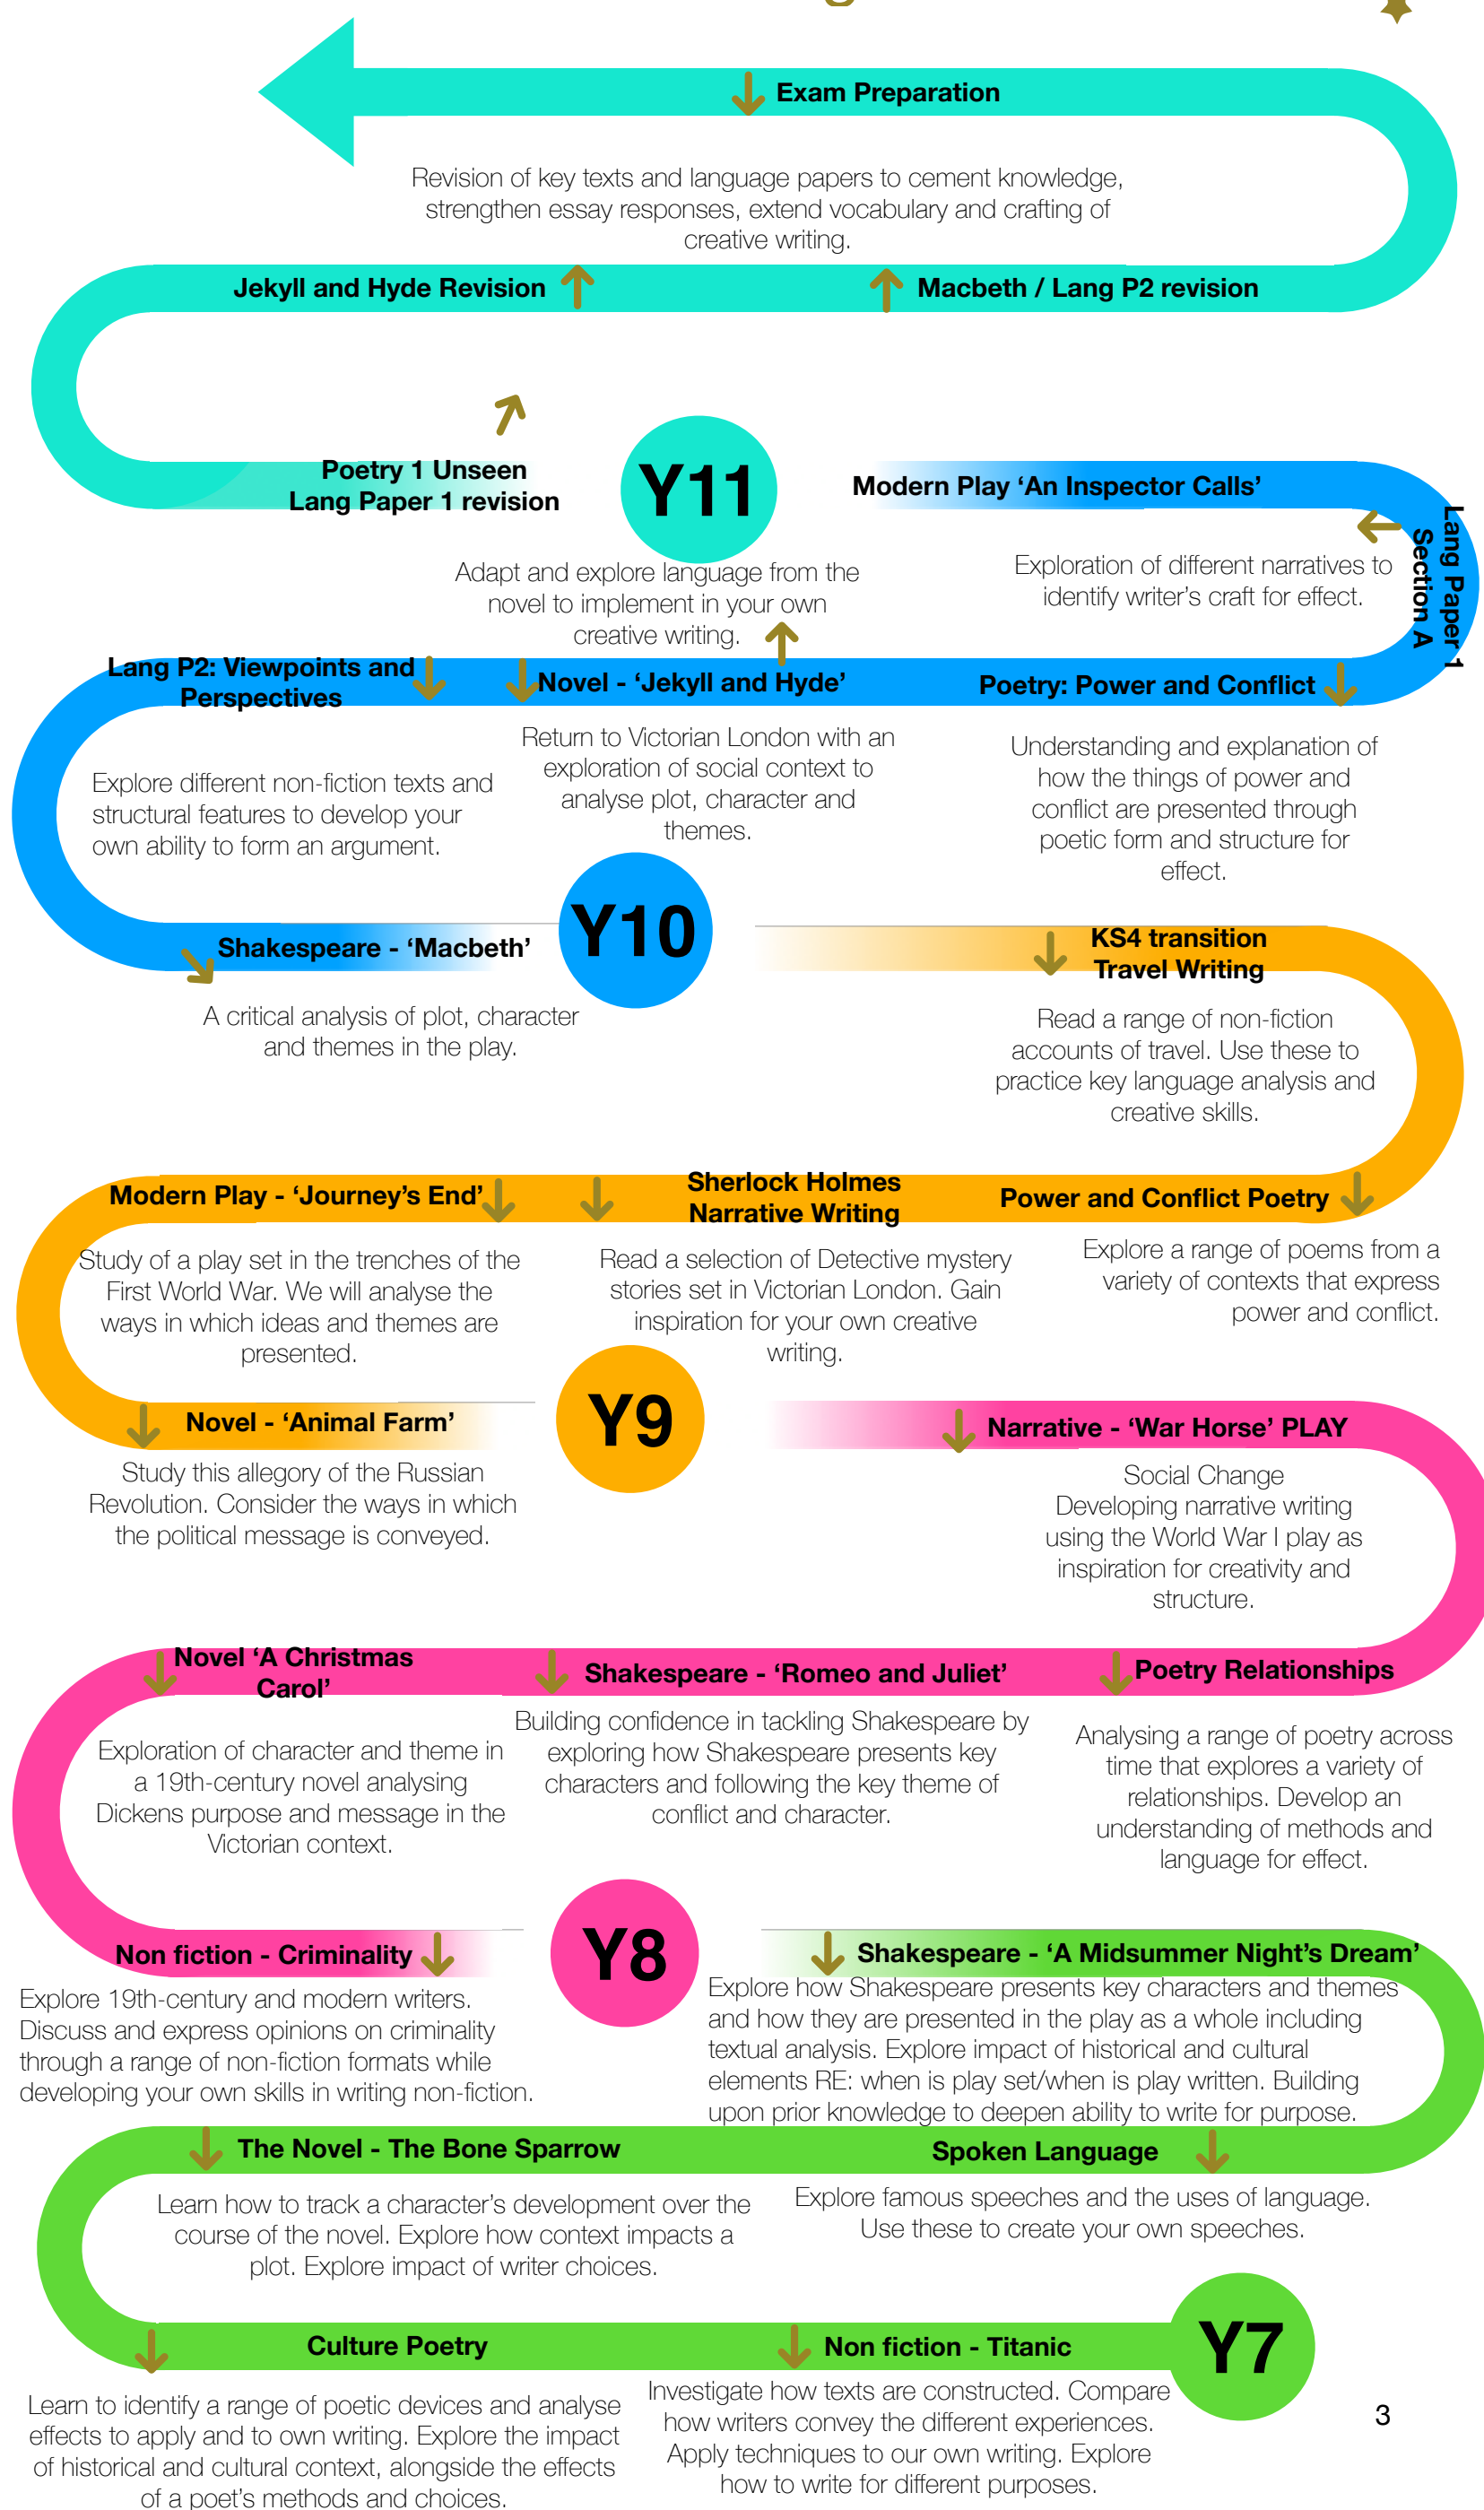 Exam Preparation
Revision of key texts and language papers to cement knowledge,
strengthen essay responses, extend vocabulary and crafting of
creative writing.
Jekyll and Hyde Revision
Macbeth / Lang P2 revision
Poetry 1 Unseen
Lang Paper 1 revision
Y11
Modern Play ‘An Inspector Calls’
Lang Paper 1
Section A
Adapt and explore language from the
novel to implement in your own
creative writing.
Exploration of different narratives to
identify writer’s craft for effect.
Lang P2: Viewpoints and
Perspectives
Novel - ‘Jekyll and Hyde’
Poetry: Power and Conflict
Explore different non-fiction texts and
structural features to develop your
own ability to form an argument.
Return to Victorian London with an
exploration of social context to
analyse plot, character and
themes.
Understanding and explanation of
how the things of power and
conflict are presented through
poetic form and structure for
effect.
Shakespeare - ‘Macbeth’
Y10
KS4 transition
Travel Writing
A critical analysis of plot, character
and themes in the play.
Read a range of non-fiction
accounts of travel. Use these to
practice key language analysis and
creative skills.
Modern Play - ‘Journey’s End’
Sherlock Holmes
Narrative Writing
Power and Conflict Poetry
Study of a play set in the trenches of the
First World War. We will analyse the
ways in which ideas and themes are
presented.
Read a selection of Detective mystery
stories set in Victorian London. Gain
inspiration for your own creative
writing.
Explore a range of poems from a
variety of contexts that express
power and conflict.
Novel - ‘Animal Farm’
Y9
Narrative - ‘War Horse’ PLAY
Study this allegory of the Russian
Revolution. Consider the ways in which
the political message is conveyed.
Social Change
Developing narrative writing
using the World War I play as
inspiration for creativity and
structure.
Novel ‘A Christmas
Carol’
Shakespeare - ‘Romeo and Juliet’
Poetry Relationships
Exploration of character and theme in
a 19th-century novel analysing
Dickens purpose and message in the
Victorian context.
Building confidence in tackling Shakespeare by
exploring how Shakespeare presents key
characters and following the key theme of
conflict and character.
Analysing a range of poetry across
time that explores a variety of
relationships. Develop an
understanding of methods and
language for effect.
Non fiction - Criminality
Y8
Shakespeare - ‘A Midsummer Night’s Dream’
Explore 19th-century and modern writers.
Discuss and express opinions on criminality
through a range of non-fiction formats while
developing your own skills in writing non-fiction.
Explore how Shakespeare presents key characters and themes
and how they are presented in the play as a whole including
textual analysis. Explore impact of historical and cultural
elements RE: when is play set/when is play written. Building
upon prior knowledge to deepen ability to write for purpose.
The Novel - The Bone Sparrow
Spoken Language
Learn how to track a character’s development over the
course of the novel. Explore how context impacts a
plot. Explore impact of writer choices.
Explore famous speeches and the uses of language.
Use these to create your own speeches.
Culture Poetry
Non fiction - Titanic
Y7
Learn to identify a range of poetic devices and analyse
effects to apply and to own writing. Explore the impact
of historical and cultural context, alongside the effects
of a poet’s methods and choices.
Investigate how texts are constructed. Compare
how writers convey the different experiences.
Apply techniques to our own writing. Explore
how to write for different purposes.
3